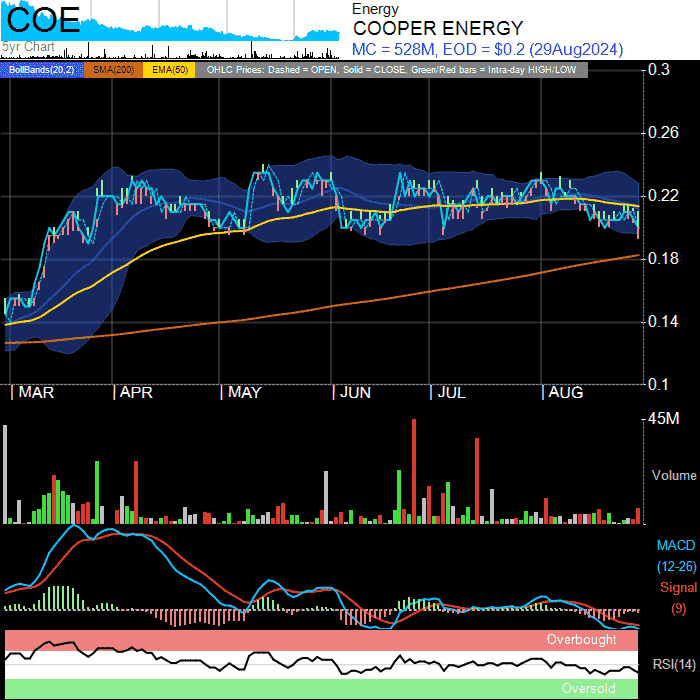 COE
5yr Chart
Energy
COOPER ENERGY
MC = 528M, EOD = $0.2 (29Aug2024)
BollBands(20,2) SMA(200) EMA(50) OHLC Prices: Dashed = OPEN, Solid = CLOSE, Green/Red bars = Intra-day HIGH/LOW
0.3
0.26
0.22
0.18
0.14
0.1
MAR APR MAY JUN JUL AUG
45M
Volume
MACD
(12-26)
Signal
(9)
Overbought
RSI(14)
Oversold